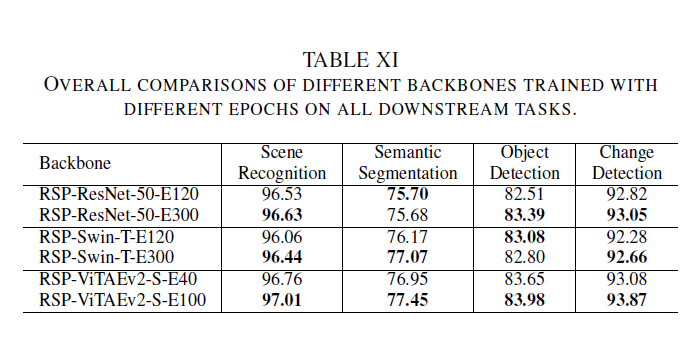 TABLE XI
OVERALL COMPARISONS OF DIFFERENT BACKBONES TRAINED WITH
DIFFERENT EPOCHS ON ALL DOWNSTREAM TASKS.
Backbone Scene Recognition Semantic Segmentation Object Detection Change Detection
RSP-ResNet-50-E120 96.53 75.70 82.51 92.82
RSP-ResNet-50-E300 96.63 75.68 83.39 93.05
RSP-Swin-T-E120 96.06 76.17 83.08 92.28
RSP-Swin-T-E300 96.44 77.07 82.80 92.66
RSP-ViTAEv2-S-E40 96.76 76.95 83.65 93.08
RSP-ViTAEv2-S-E100 97.01 77.45 83.98 93.87